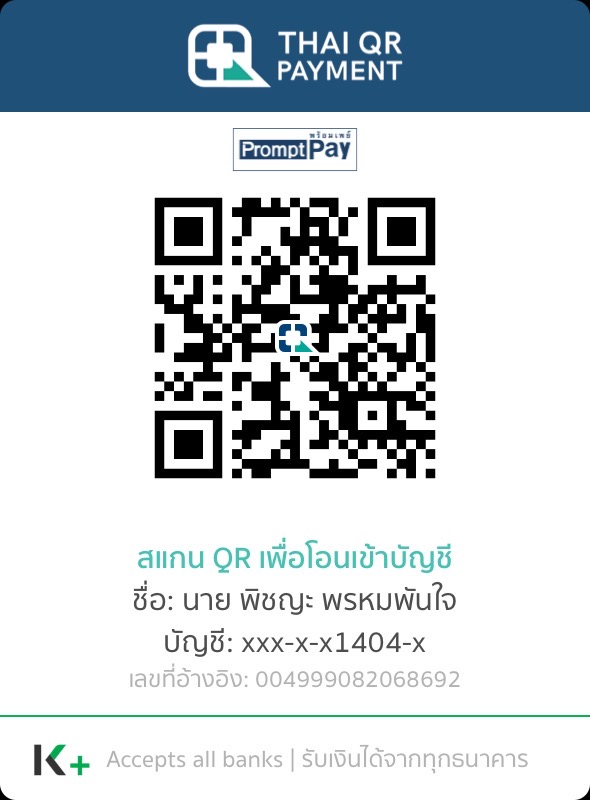 THAI QR
PAYMENT
พร้อมเพย์
PromptPay
สแกน QR เพื่อโอนเข้าบัญชี
ชื่อ: นาย พิชญะ พรหมพันใจ
บัญชี: xxx-x-x1404-x
เลขที่อ้างอิง: 004999082068692
K+ Accepts all banks | รับเงินได้จากทุกธนาคาร